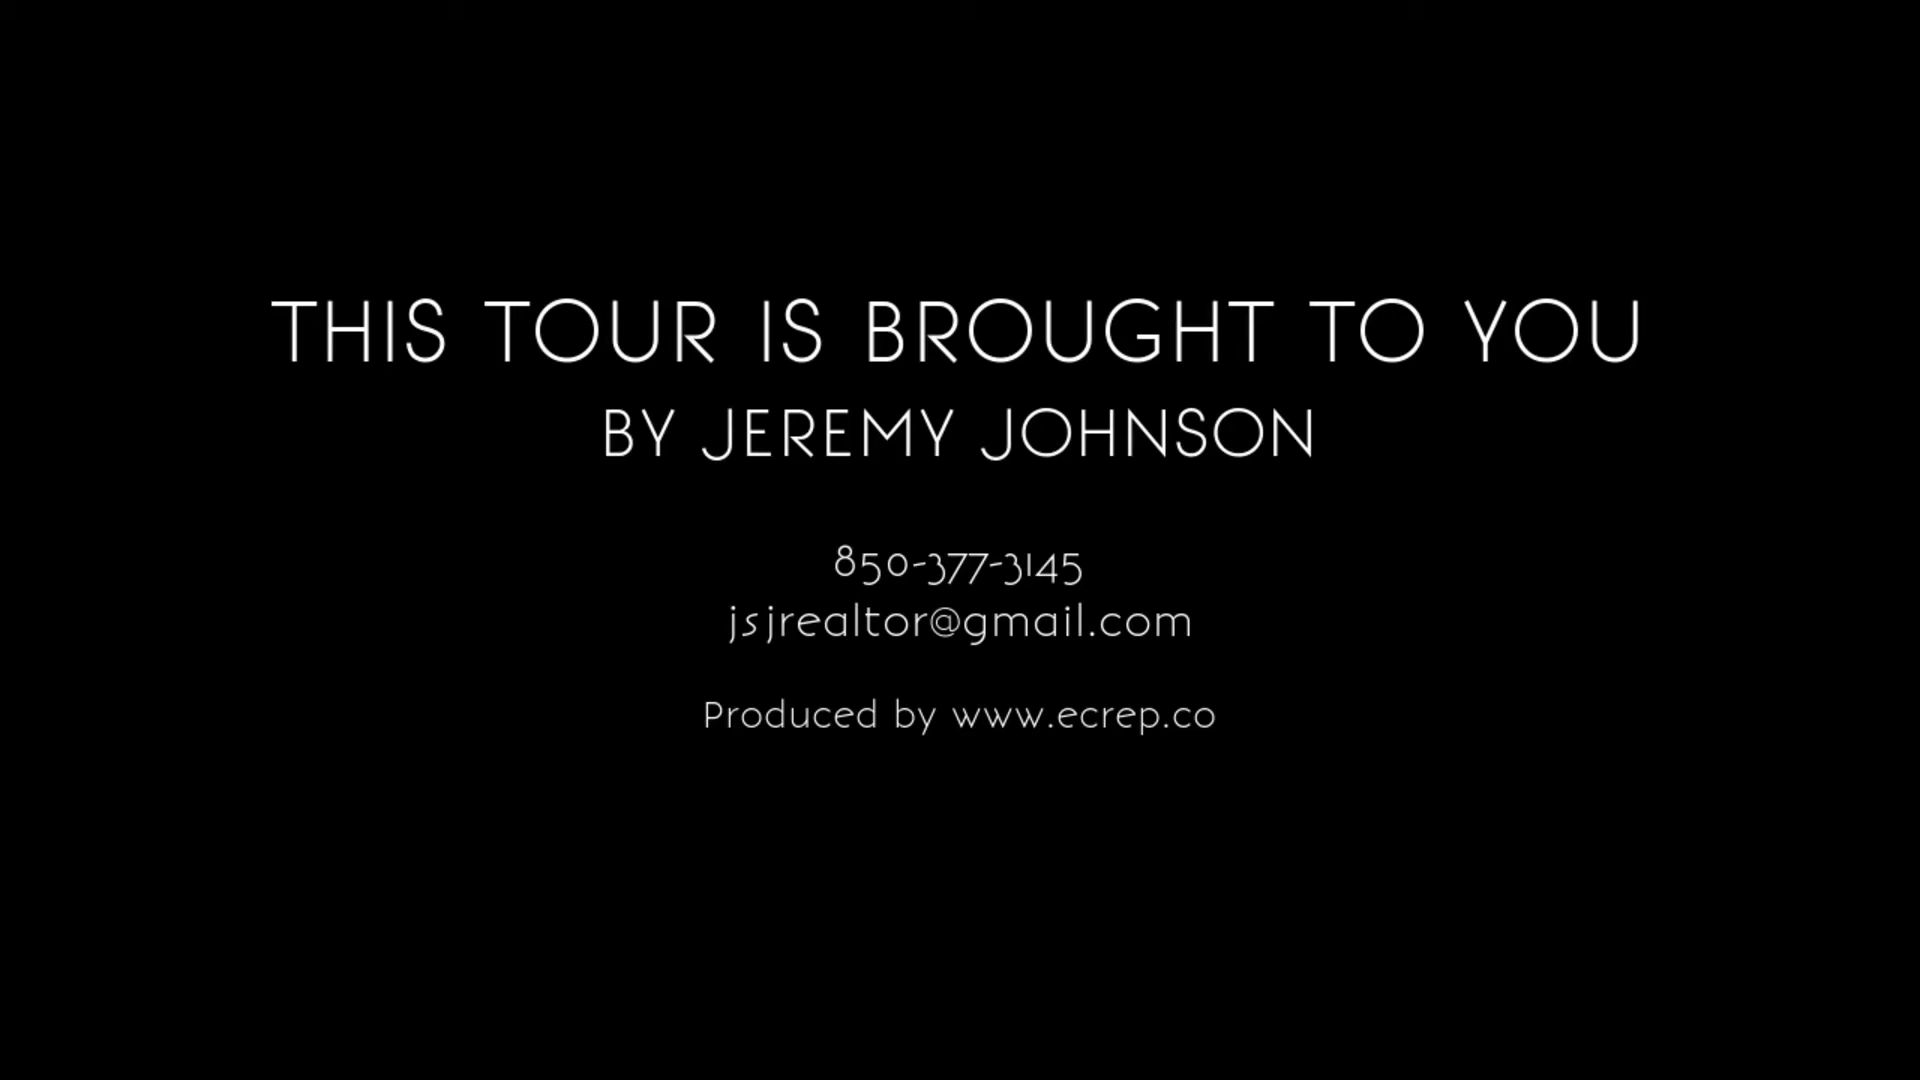 THIS TOUR IS BROUGHT TO YOU
BY JEREMY JOHNSON
850-377-3145
jsjrealtor@gmail.com
Produced by www.ecrep.co